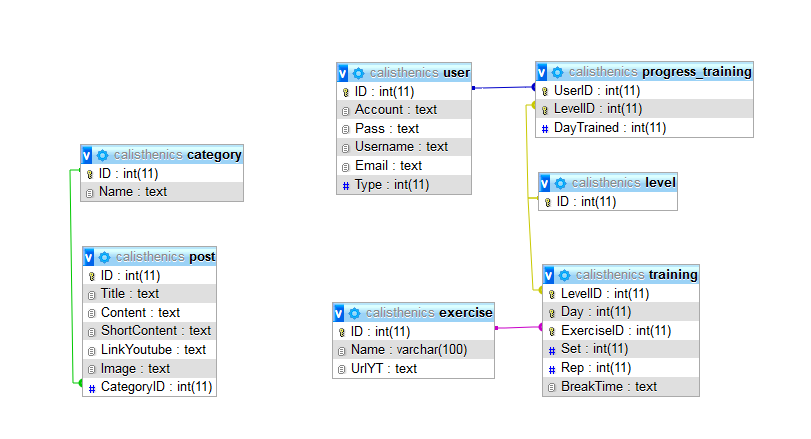 calisthenics category
ID : int(11)
Name : text
calisthenics post
ID : int(11)
Title : text
Content : text
ShortContent : text
LinkYoutube : text
Image : text
CategoryID : int(11)
calisthenics user
ID : int(11)
Account : text
Pass : text
Username : text
Email : text
Type : int(11)
calisthenics exercise
ID : int(11)
Name : varchar(100)
UrlYT : text
calisthenics progress_training
UserID : int(11)
LevelID : int(11)
DayTrained : int(11)
calisthenics level
ID : int(11)
calisthenics training
LevelID : int(11)
Day : int(11)
ExerciseID : int(11)
Set : int(11)
Rep : int(11)
BreakTime : text